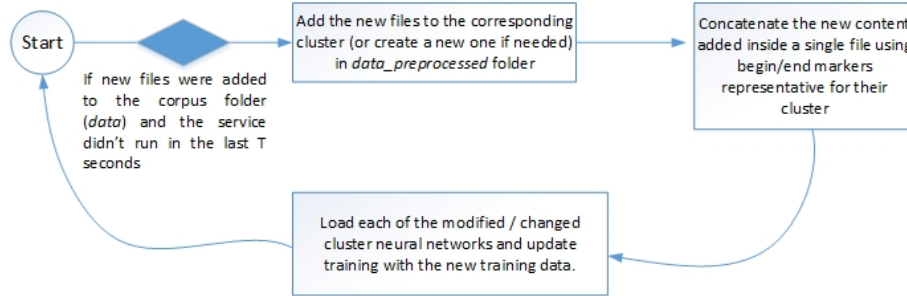 Start
If new files were added
to the corpus folder
(data) and the service
didn't run in the last T
seconds
Add the new files to the corresponding
cluster (or create a new one if needed)
in data_preprocessed folder
Concatenate the new content
added inside a single file using
begin/end markers
representative for their
cluster
Load each of the modified / changed
cluster neural networks and update
training with the new training data.